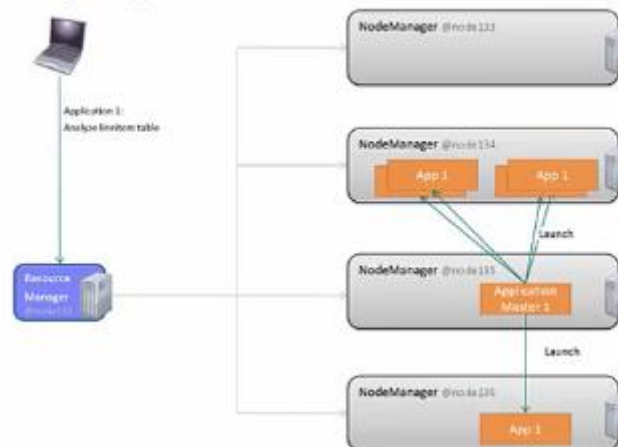 NodeManager @node133
Application 1:
Analyze lineitem table
NodeManager @node134
App 1
App 1
Launch
Resource
Manager
@node132
NodeManager @node135
Application
Master 1
Launch
NodeManager @node136
App 1